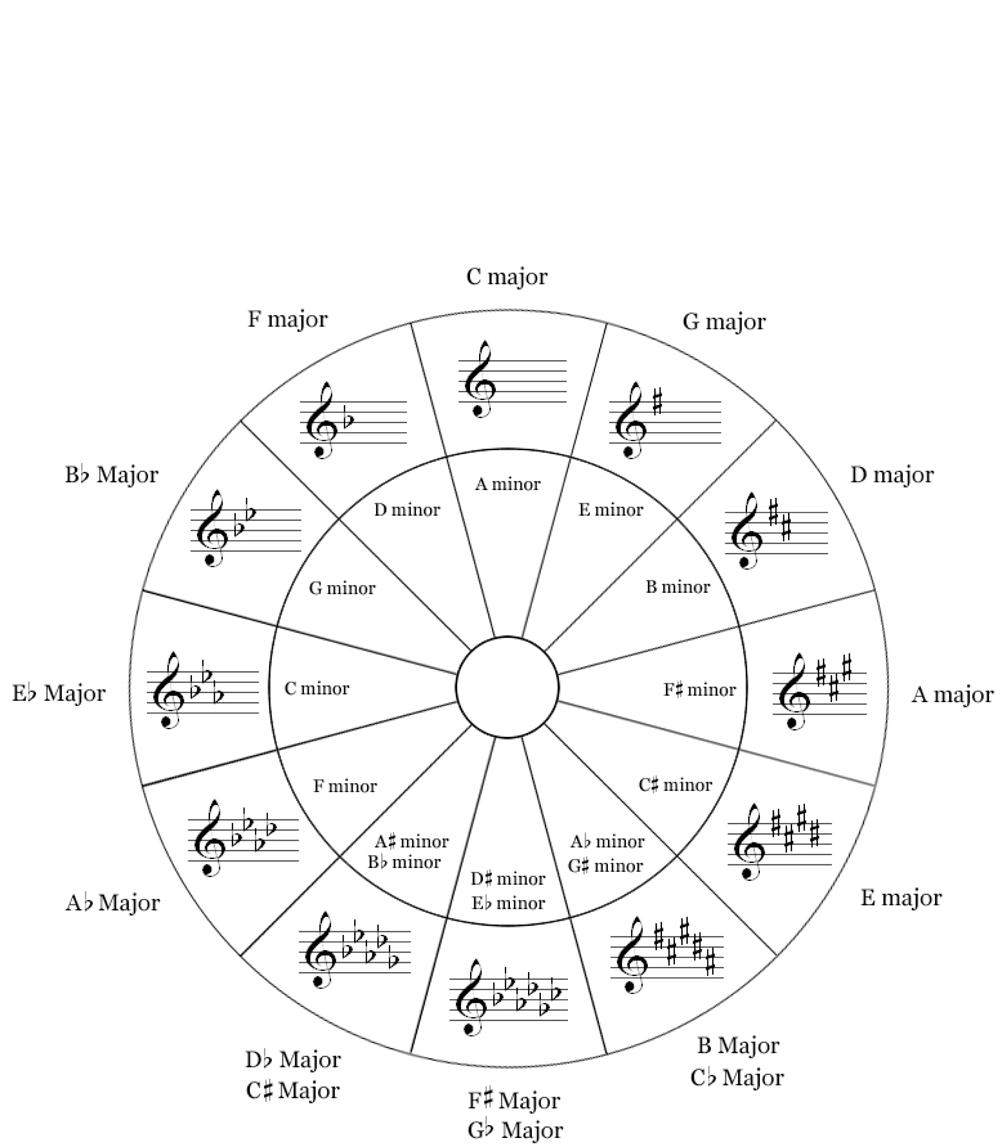 C major
F major
G major
B♭ Major
D major
A minor
D minor
E minor
G minor
B minor
E♭ Major
C minor
F♯ minor
A major
F minor
C♯ minor
A♯ minor
B♭ minor
A♭ minor
G♯ minor
D♯ minor
E♭ minor
A♭ Major
E major
D♭ Major
C♯ Major
B Major
C♭ Major
F♯ Major
G♭ Major